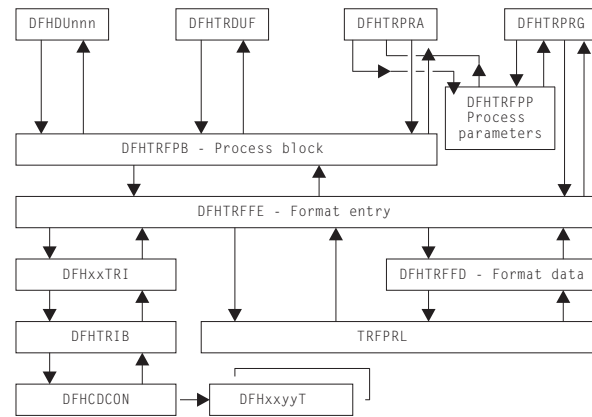 DFHDUnnn
DFHTRDUF
DFHTRPRA
DFHTRPRG
DFHTRFPP
Process
parameters
DFHTRFPB - Process block
DFHTRFFE - Format entry
DFHxxTRI
DFHTRFFD - Format data
DFHTRIB
TRFPRL
DFHCDCON
DFHxxyyT